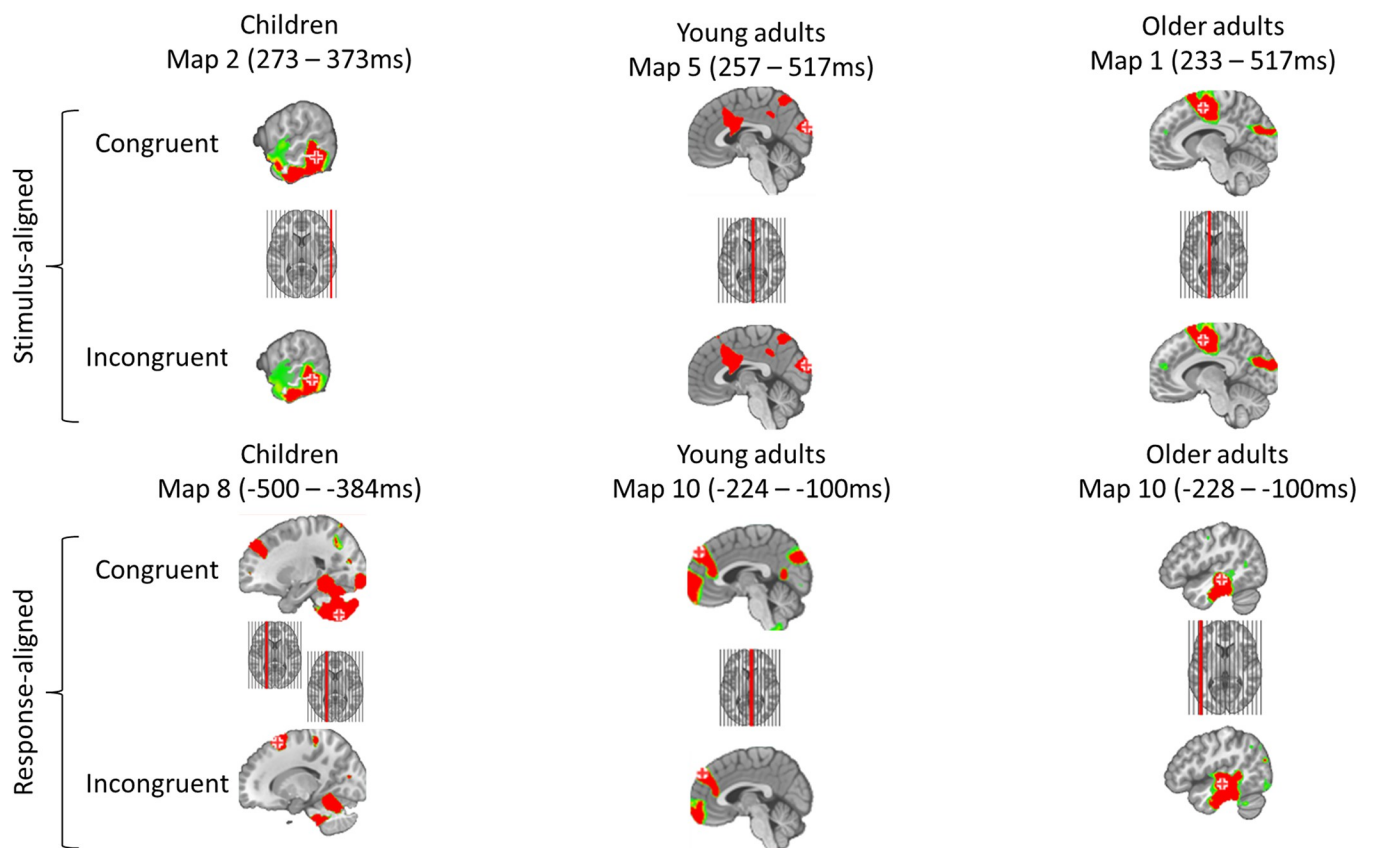 Children
Map 2 (273 – 373ms)
Young adults
Map 5 (257 – 517ms)
Older adults
Map 1 (233 – 517ms)
Stimulus-aligned
Congruent
Incongruent
Children
Map 8 (-500 – -384ms)
Young adults
Map 10 (-224 – -100ms)
Older adults
Map 10 (-228 – -100ms)
Response-aligned
Congruent
Incongruent